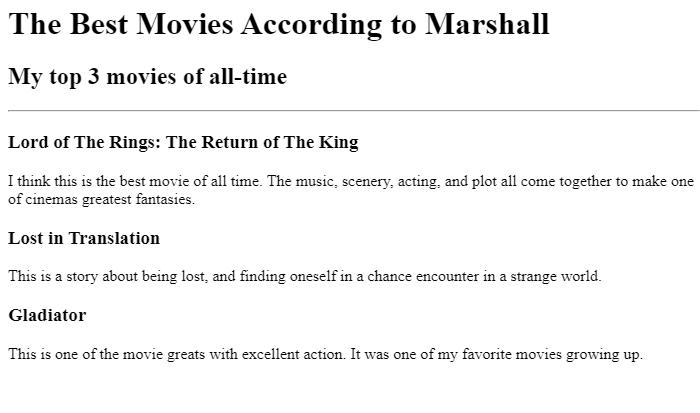 The Best Movies According to Marshall
My top 3 movies of all-time
Lord of The Rings: The Return of The King
I think this is the best movie of all time. The music, scenery, acting, and plot all come together to make one
of cinemas greatest fantasies.
Lost in Translation
This is a story about being lost, and finding oneself in a chance encounter in a strange world.
Gladiator
This is one of the movie greats with excellent action. It was one of my favorite movies growing up.